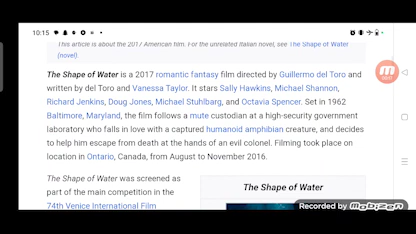 10:15
This article is about the 2017 American film. For the unrelated Italian novel, see The Shape of Water
(novel).
The Shape of Water is a 2017 romantic fantasy film directed by Guillermo del Toro and
written by del Toro and Vanessa Taylor. It stars Sally Hawkins, Michael Shannon,
Richard Jenkins, Doug Jones, Michael Stuhlbarg, and Octavia Spencer. Set in 1962
Baltimore, Maryland, the film follows a mute custodian at a high-security government
laboratory who falls in love with a captured humanoid amphibian creature, and decides
to help him escape from death at the hands of an evil colonel. Filming took place on
location in Ontario, Canada, from August to November 2016.
The Shape of Water was screened as
part of the main competition in the
74th Venice International Film
The Shape of Water
Recorded by
MOBIZEN